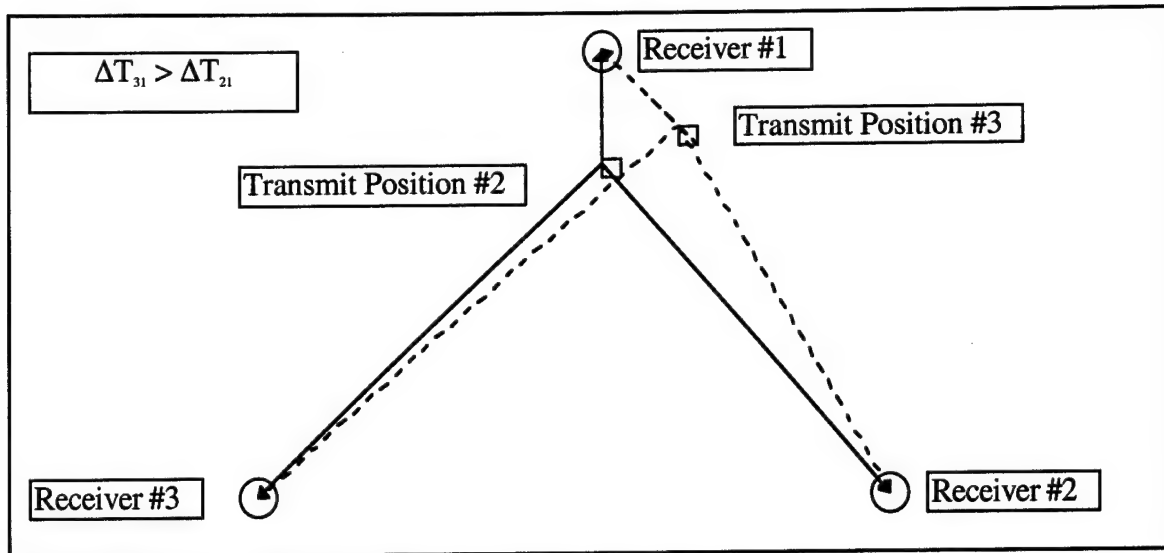 Receiver #1
ΔT₃₁ > ΔT₂₁
Transmit Position #3
Transmit Position #2
Receiver #3
Receiver #2